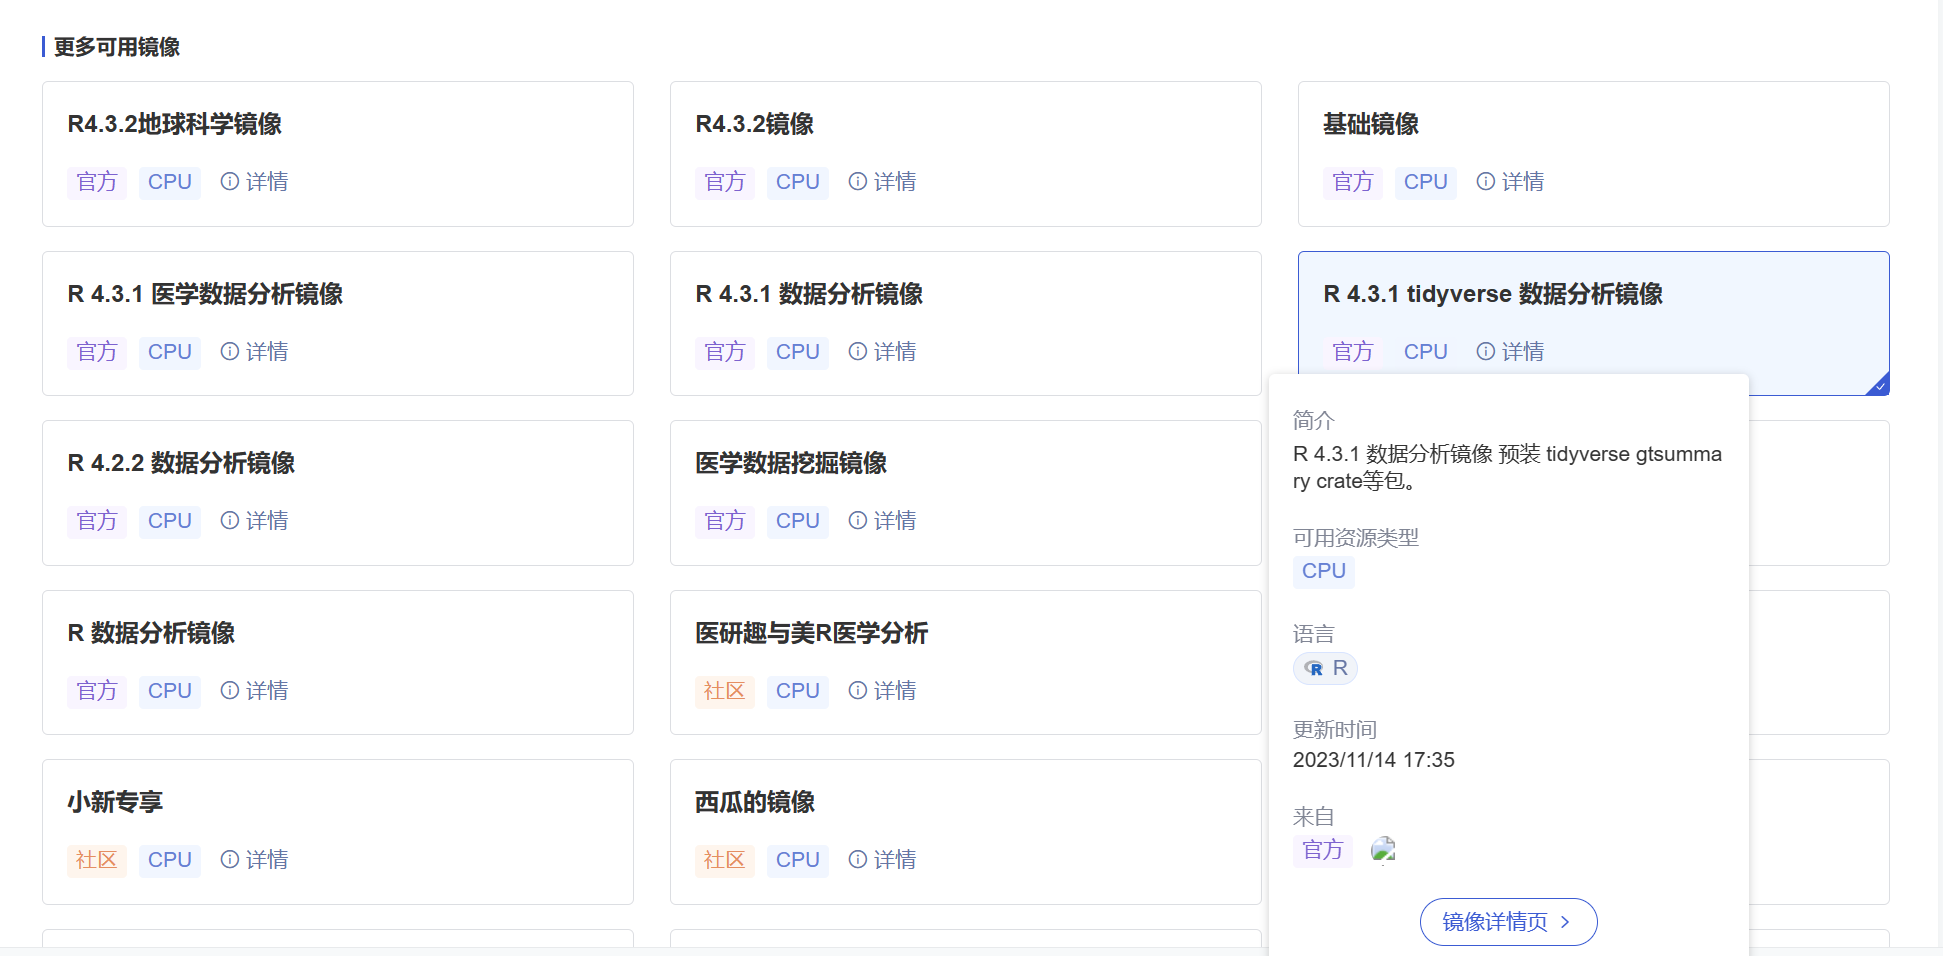 更多可用镜像
R4.3.2地球科学镜像
官方 CPU 详情
R4.3.2镜像
官方 CPU 详情
基础镜像
官方 CPU 详情
R 4.3.1 医学数据分析镜像
官方 CPU 详情
R 4.3.1 数据分析镜像
官方 CPU 详情
R 4.3.1 tidyverse 数据分析镜像
官方 CPU 详情
R 4.2.2 数据分析镜像
官方 CPU 详情
医学数据挖掘镜像
官方 CPU 详情
R 数据分析镜像
官方 CPU 详情
医研趣与美R医学分析
社区 CPU 详情
小新专享
社区 CPU 详情
西瓜的镜像
社区 CPU 详情
简介
R 4.3.1 数据分析镜像 预装 tidyverse gtsumma
ry crate等包。
可用资源类型
CPU
语言
R R
更新时间
2023/11/14 17:35
来自
官方
镜像详情页